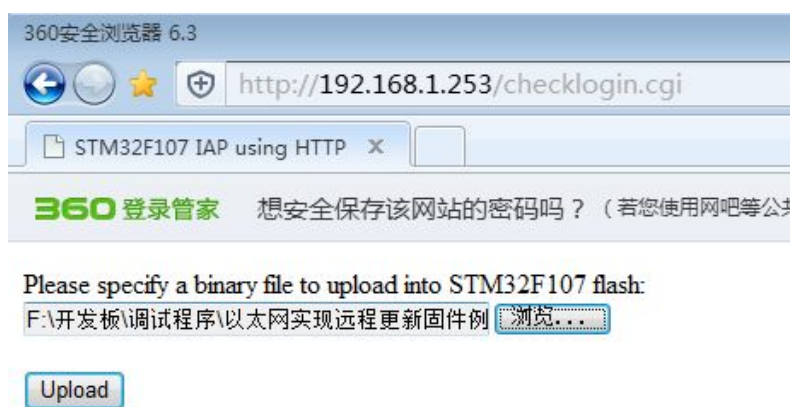 360安全浏览器 6.3
http://192.168.1.253/checklogin.cgi
STM32F107 IAP using HTTP X
360 登录管家 想安全保存该网站的密码吗？（若您使用网吧等公共
Please specify a binary file to upload into STM32F107 flash:
F:\开发板\调试程序\以太网实现远程更新固件例 浏览...
Upload